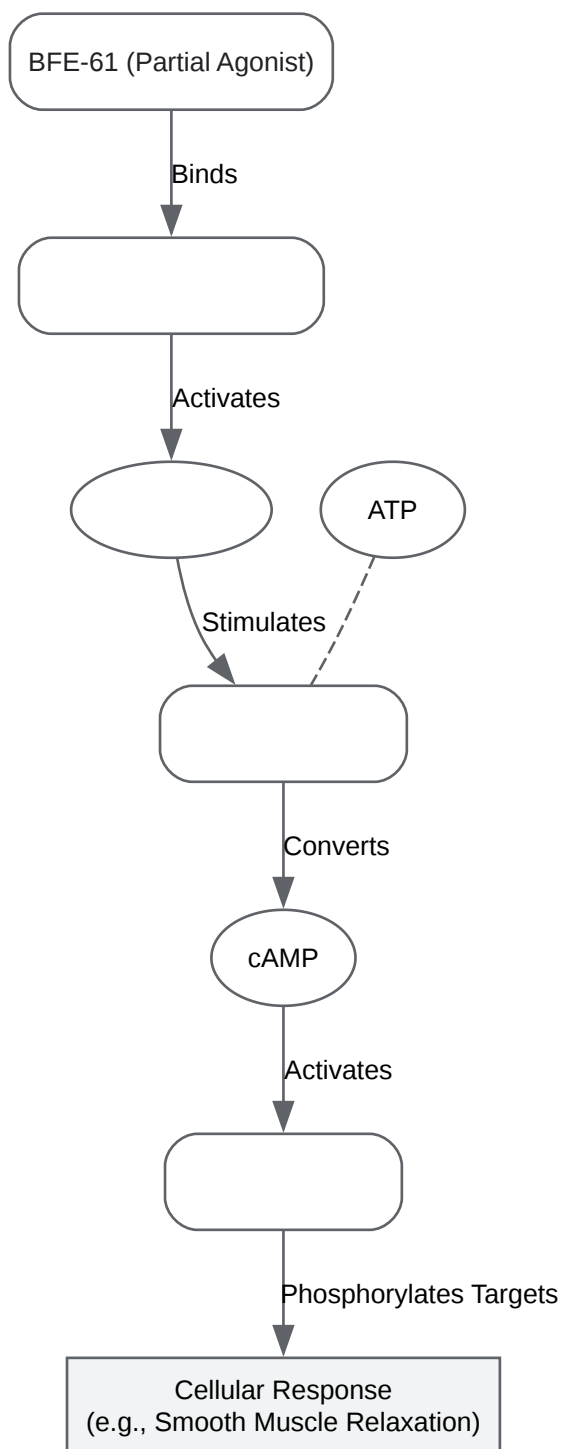 BFE-61 (Partial Agonist)
Binds
Activates
ATP
Stimulates
Converts
cAMP
Activates
Phosphorylates Targets
Cellular Response
(e.g., Smooth Muscle Relaxation)